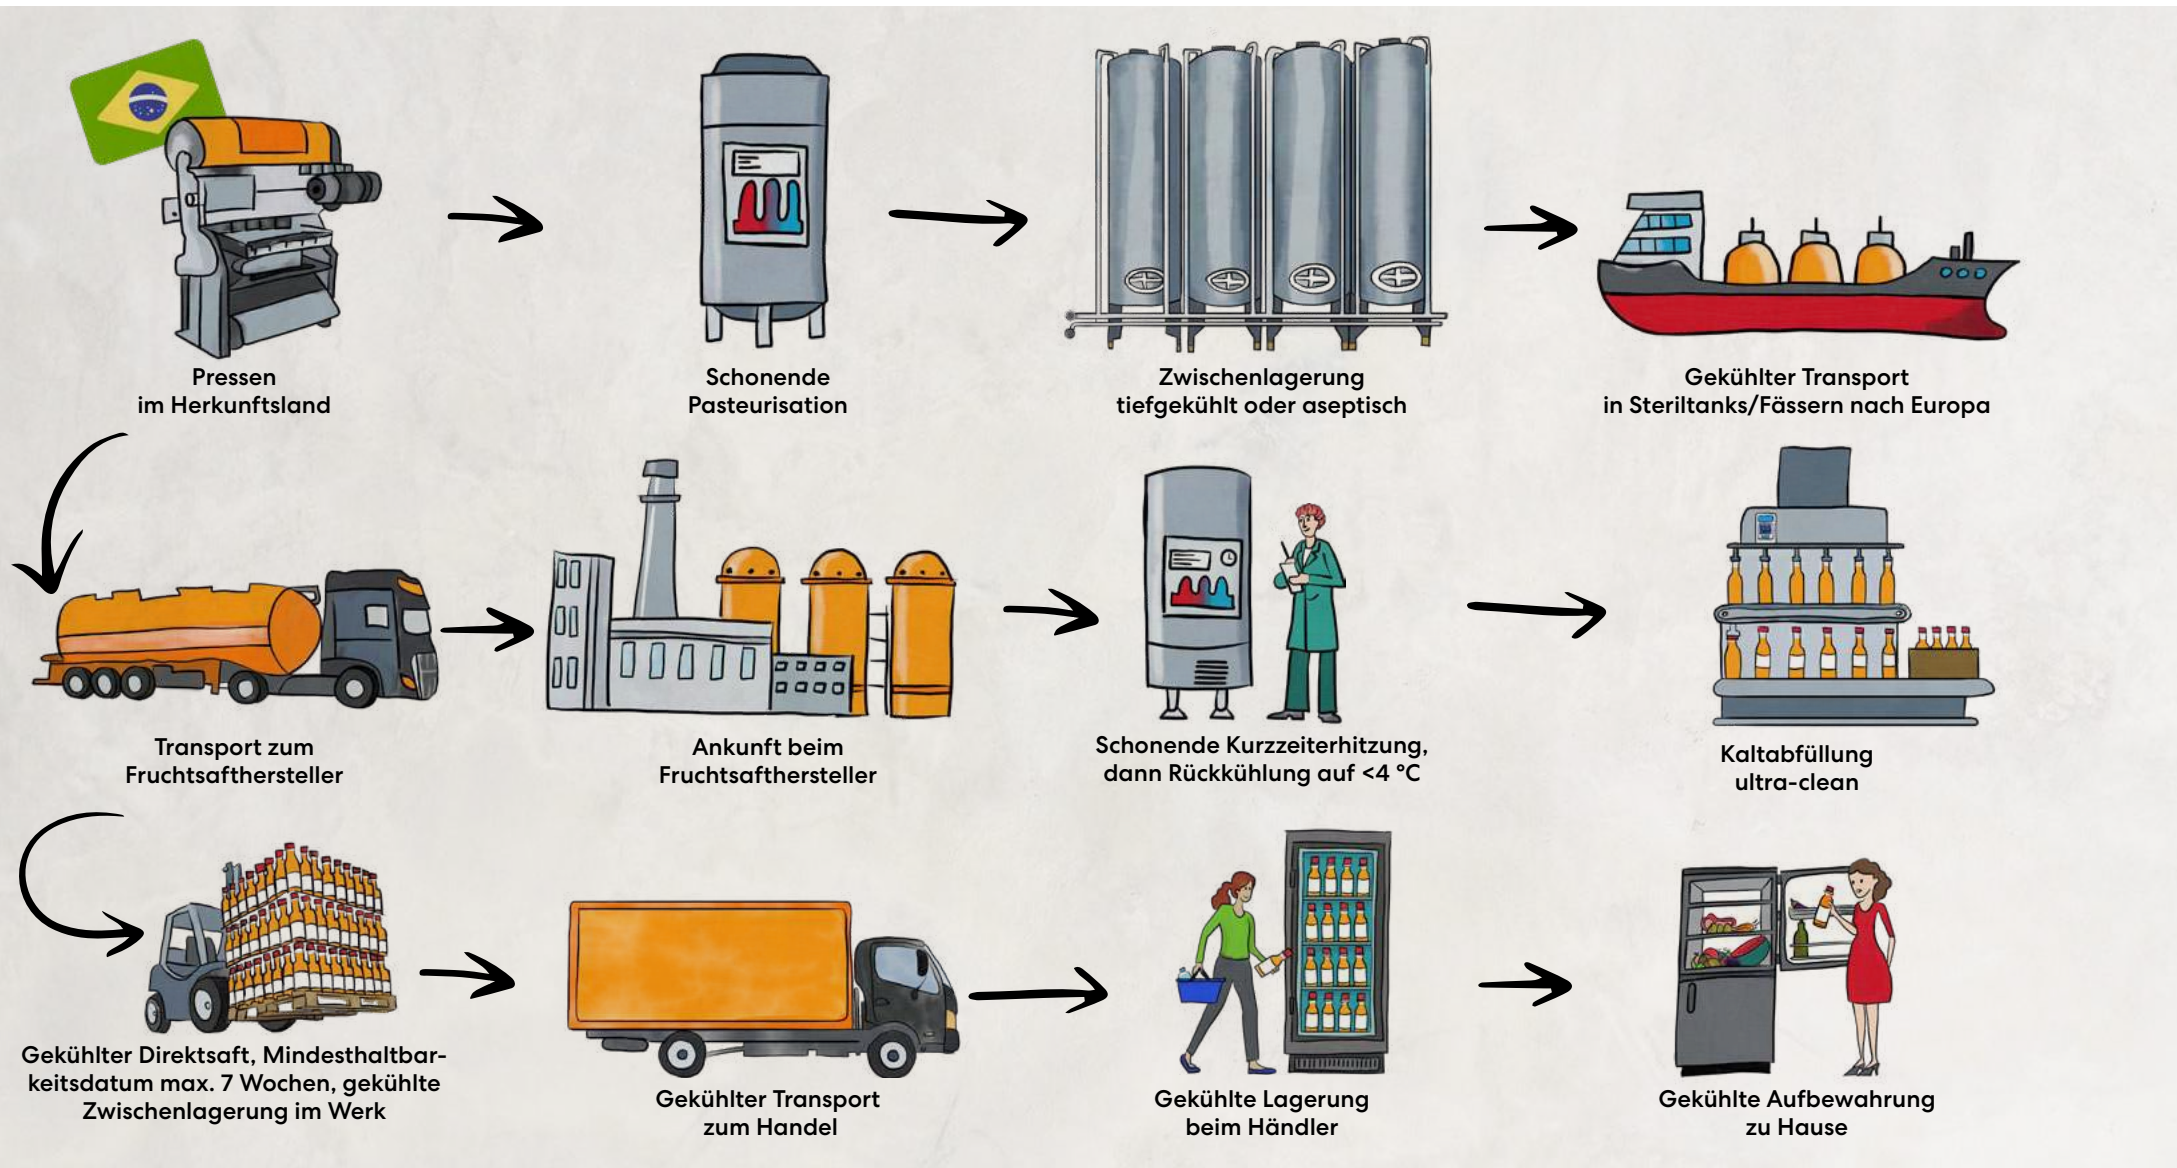 Pressen
im Herkunftsland
Schonende
Pasteurisation
Zwischenlagerung
tiefgekühlt oder aseptisch
Gekühlter Transport
in Steriltanks/Fässern nach Europa
Transport zum
Fruchtsafthersteller
Ankunft beim
Fruchtsafthersteller
Schonende Kurzzeiterhitzung,
dann Rückkühlung auf <4 °C
Kaltabfüllung
ultra-clean
Gekühlter Direktsaft, Mindesthaltbar-
keitsdatum max. 7 Wochen, gekühlte
Zwischenlagerung im Werk
Gekühlter Transport
zum Handel
Gekühlte Lagerung
beim Händler
Gekühlte Aufbewahrung
zu Hause